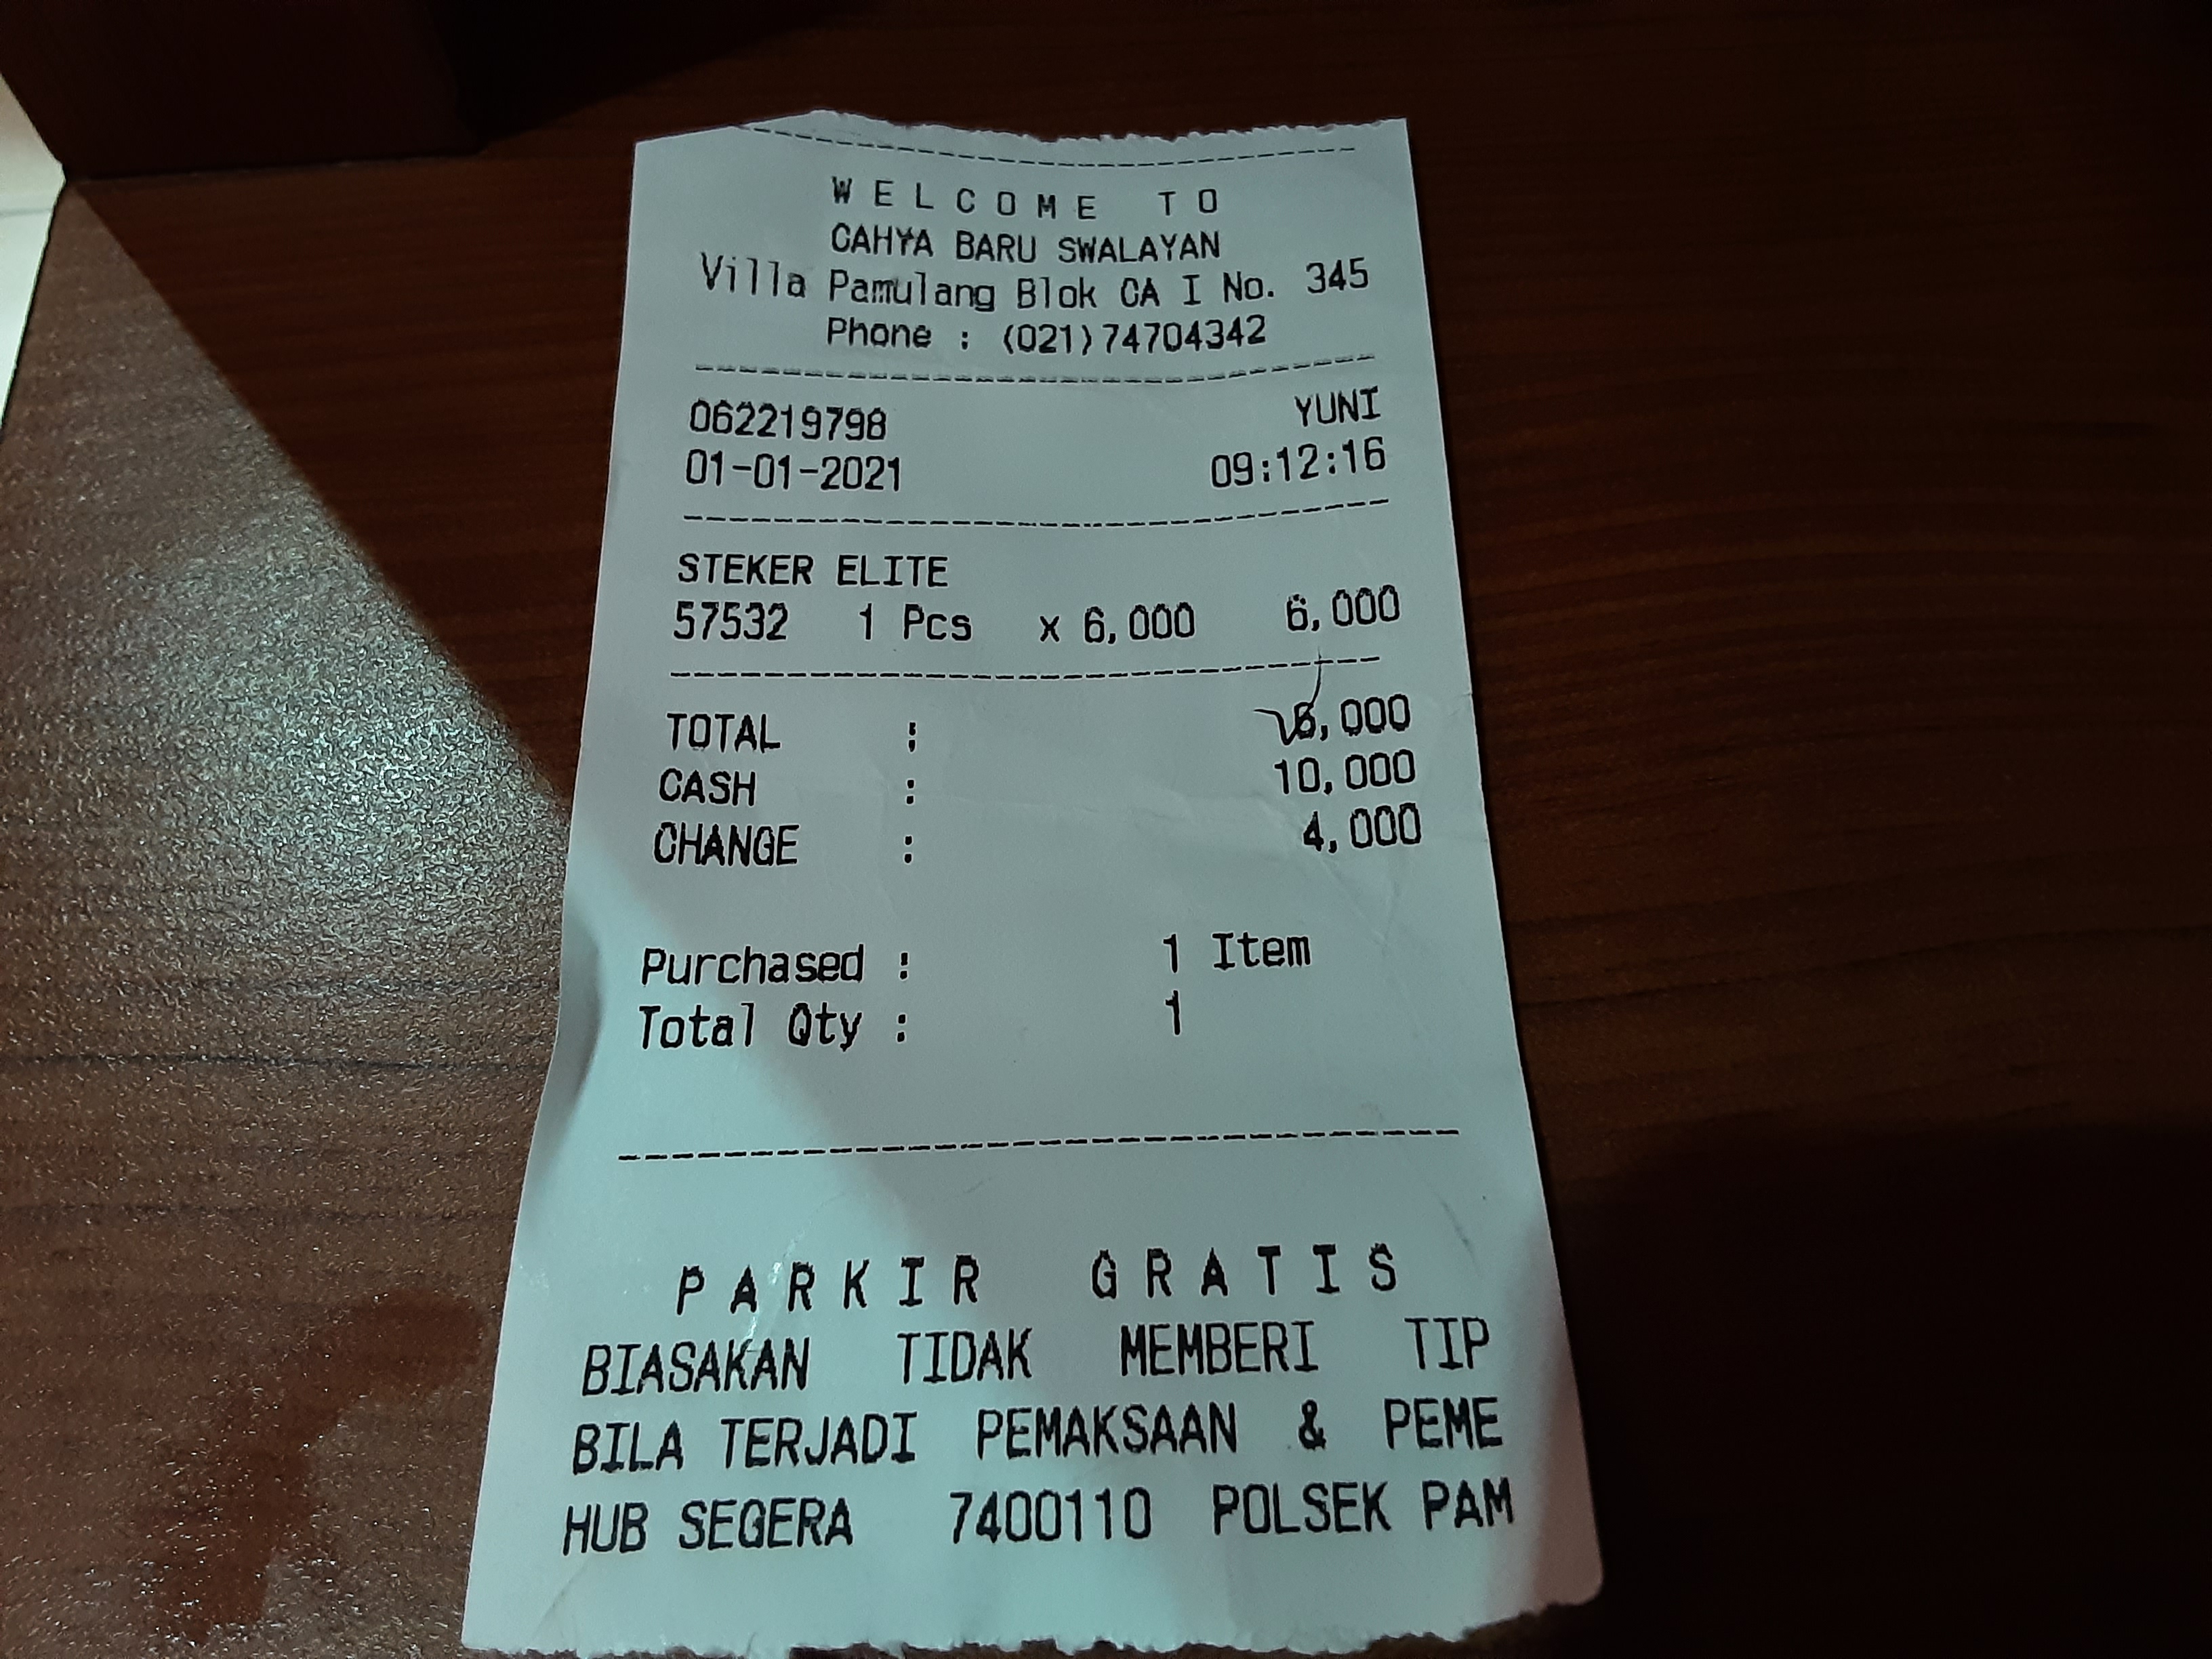 WELCOME TO
CAHYA BARU SWALAYAN
Villa Pamulang Blok CA I No. 345
Phone : (021)74704342
062219798 YUNI
01-01-2021 09:12:16
STEKER ELITE
57532 1 Pcs x 6,000 6,000
TOTAL : 6,000
CASH : 10,000
CHANGE : 4,000
Purchased : 1 Item
Total Qty : 1
PARKIR GRATIS
BIASAKAN TIDAK MEMBERI TIP
BILA TERJADI PEMAKSAAN & PEME
HUB SEGERA 7400110 POLSEK PAM